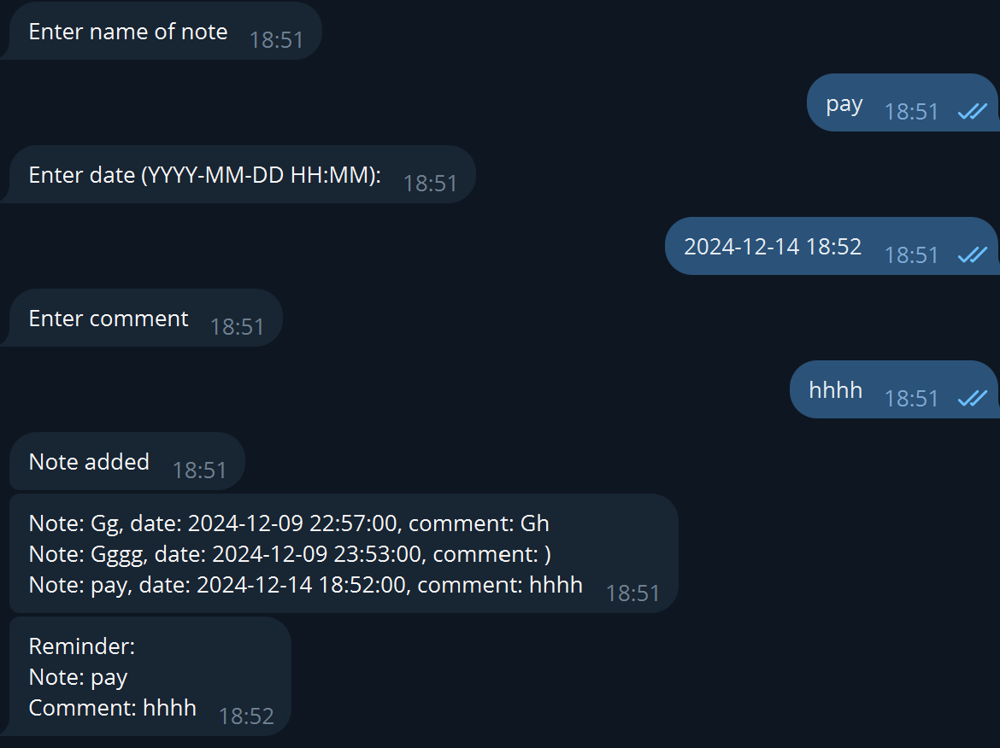 Enter name of note 18:51
pay 18:51
Enter date (YYYY-MM-DD HH:MM): 18:51
2024-12-14 18:52 18:51
Enter comment 18:51
hhhh 18:51
Note added 18:51
Note: Gg, date: 2024-12-09 22:57:00, comment: Gh
Note: Gggg, date: 2024-12-09 23:53:00, comment: )
Note: pay, date: 2024-12-14 18:52:00, comment: hhhh 18:51
Reminder:
Note: pay
Comment: hhhh 18:52